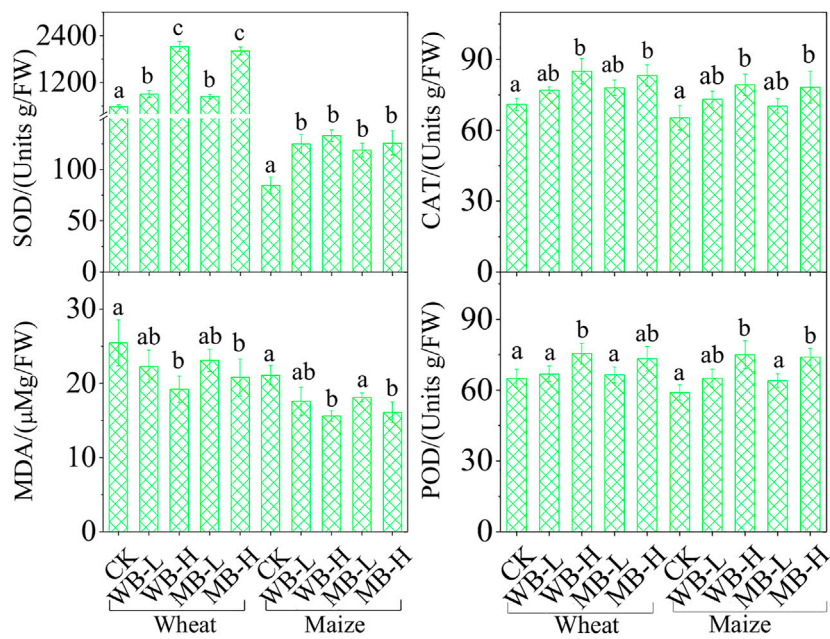 SOD/(Units g/FW)
2400
1200
100
50
0
a
b
c
b
c
a
b
b
b
b
CAT/(Units g/FW)
90
60
30
0
a
ab
b
ab
b
a
ab
b
ab
b
MDA/(μMg/FW)
30
20
10
0
a
ab
b
ab
b
a
ab
b
a
b
POD/(Units g/FW)
90
60
30
0
a
a
b
a
ab
a
ab
b
a
b
CK
WB-L
WB-H
MB-L
MB-H
CK
WB-L
WB-H
MB-L
MB-H
Wheat
Maize
CK
WB-L
WB-H
MB-L
MB-H
CK
WB-L
WB-H
MB-L
MB-H
Wheat
Maize